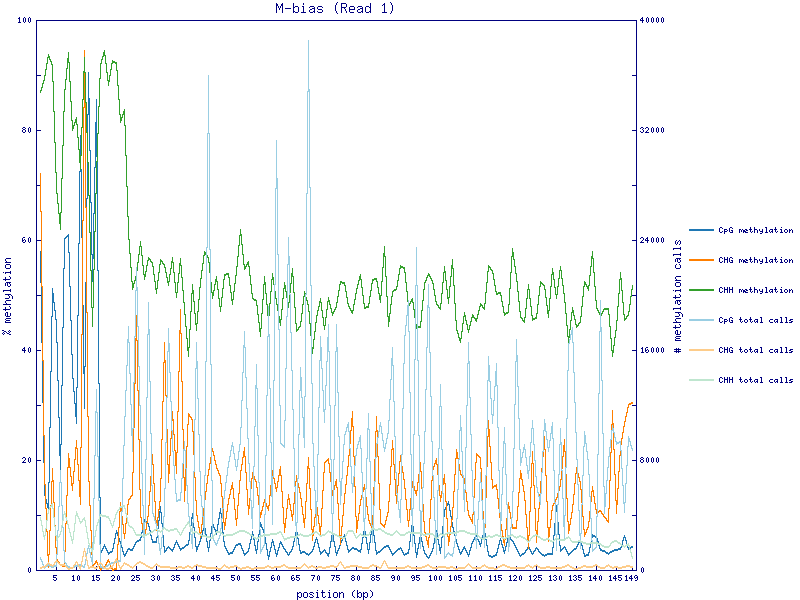 M-bias (Read 1)
100
80
60
40
20
0
% methylation
40000
32000
24000
16000
8000
0
# methylation calls
5 10 15 20 25 30 35 40 45 50 55 60 65 70 75 80 85 90 95 100 105 110 115 120 125 130 135 140 145 149
position (bp)
CpG methylation
CHG methylation
CHH methylation
CpG total calls
CHG total calls
CHH total calls